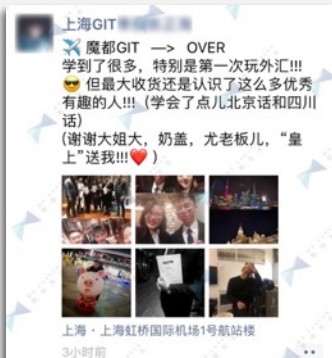 上海GIT
魔都GIT —> OVER
学到了很多，特别是第一次玩外汇!!!
但最大收货还是认识了这么多优秀
有趣的人!!!（学会了点儿北京话和四川
话）
(谢谢大姐大，奶盖，尤老板儿，“皇
上”送我!!!❤️ ）
上海·上海虹桥国际机场1号航站楼
3小时前